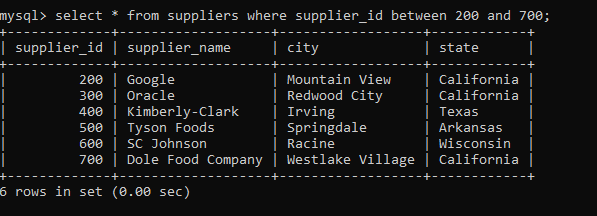 mysql> select * from suppliers where supplier_id between 200 and 700;
+-------------+-------------------+------------------+------------+
| supplier_id | supplier_name     | city             | state      |
+-------------+-------------------+------------------+------------+
|         200 | Google            | Mountain View    | California |
|         300 | Oracle            | Redwood City     | California |
|         400 | Kimberly-Clark    | Irving           | Texas      |
|         500 | Tyson Foods       | Springdale       | Arkansas   |
|         600 | SC Johnson        | Racine           | Wisconsin  |
|         700 | Dole Food Company | Westlake Village | California |
+-------------+-------------------+------------------+------------+
6 rows in set (0.00 sec)